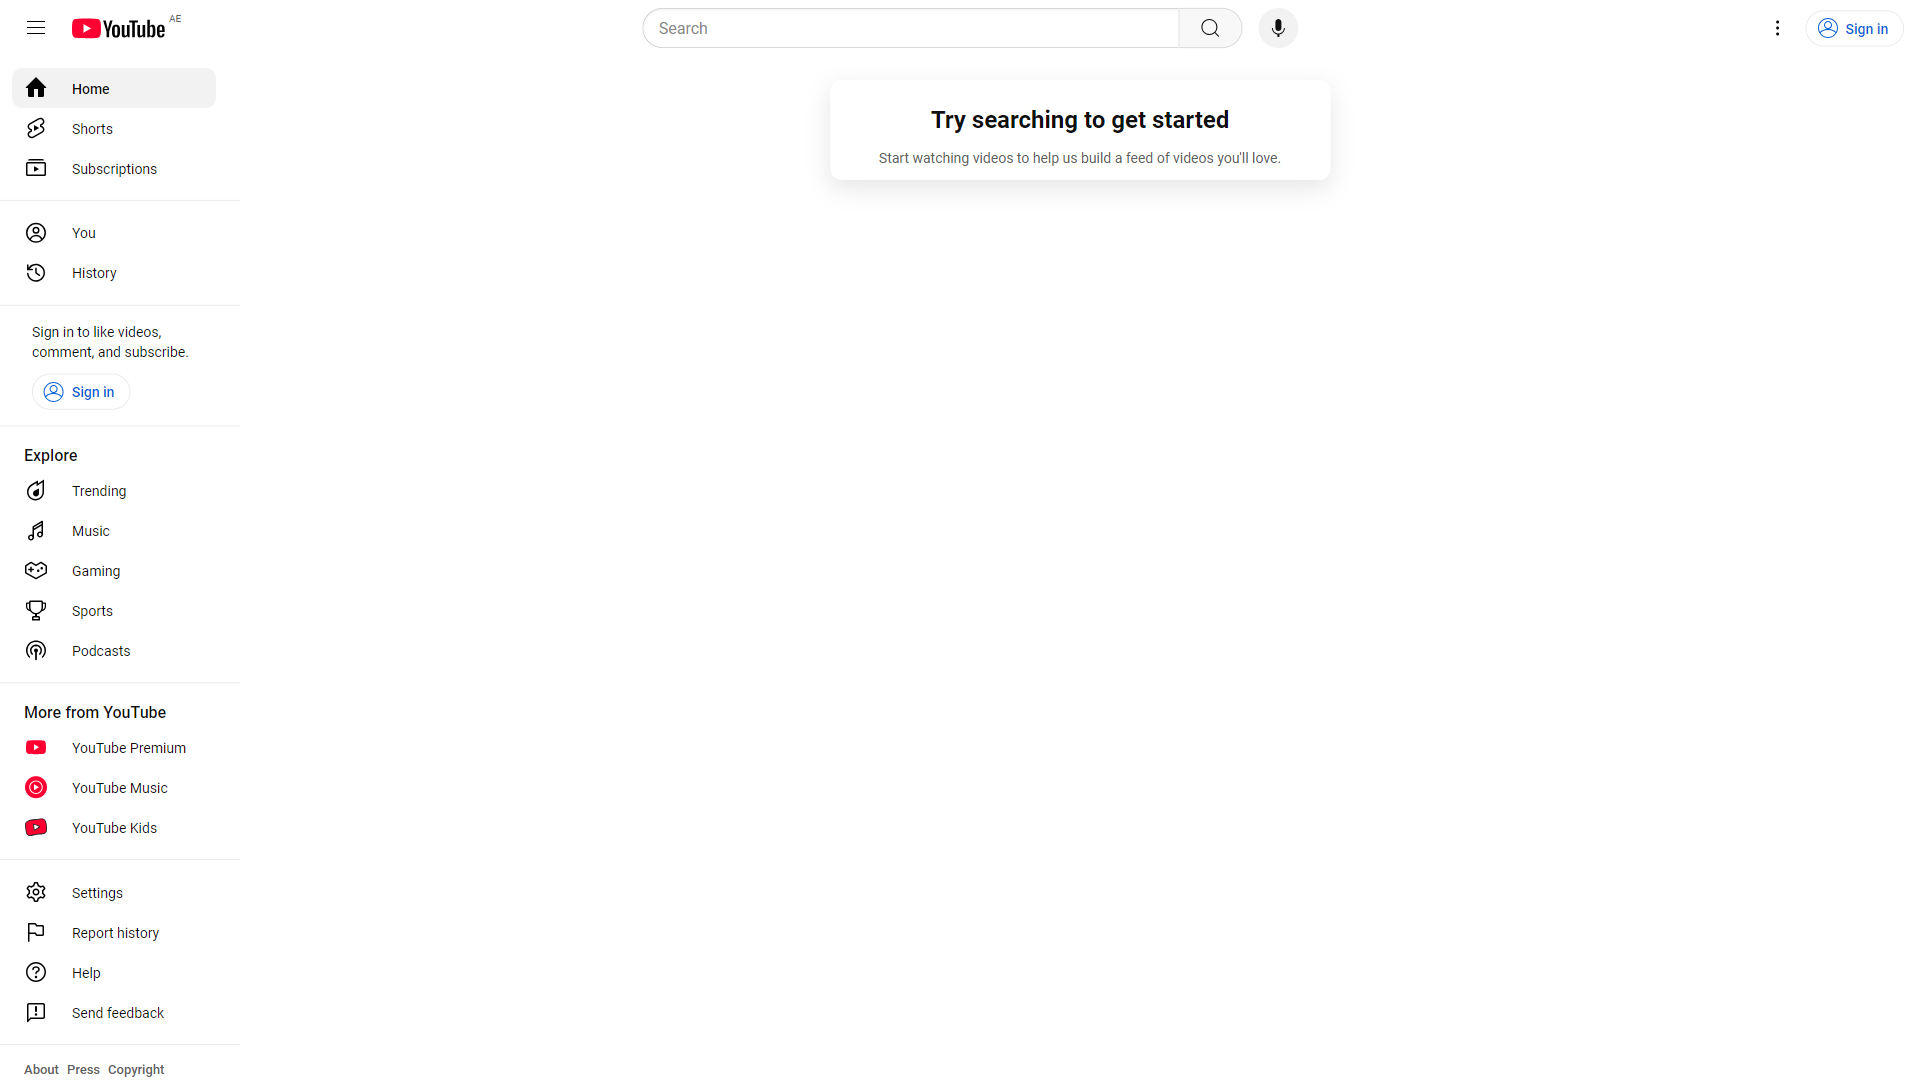 YouTube AE
Search
Sign in
Home
Shorts
Subscriptions
You
History
Sign in to like videos,
comment, and subscribe.
Sign in
Explore
Trending
Music
Gaming
Sports
Podcasts
More from YouTube
YouTube Premium
YouTube Music
YouTube Kids
Settings
Report history
Help
Send feedback
About Press Copyright
Try searching to get started
Start watching videos to help us build a feed of videos you'll love.